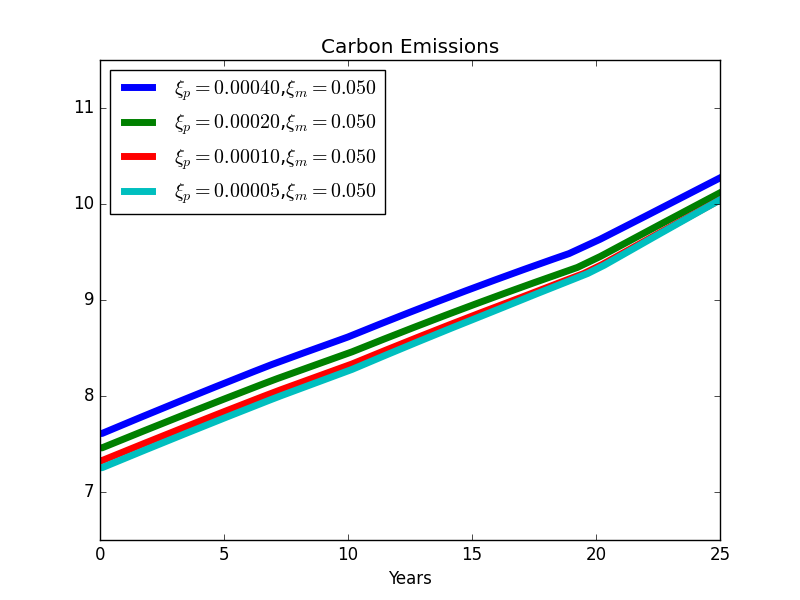 Carbon Emissions
ξₚ = 0.00040,ξₘ = 0.050
ξₚ = 0.00020,ξₘ = 0.050
ξₚ = 0.00010,ξₘ = 0.050
ξₚ = 0.00005,ξₘ = 0.050
11
10
9
8
7
0 5 10 15 20 25
Years